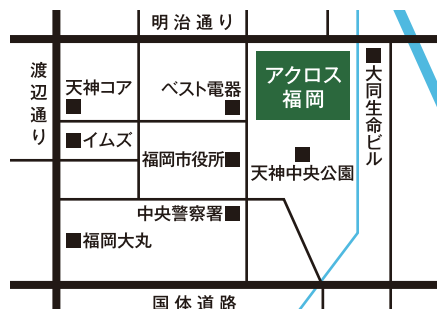 明治通り
渡辺通り
天神コア
ベスト電器
アクロス
福岡
大同生命ビル
イムズ
福岡市役所
天神中央公園
中央警察署
福岡大丸
国体道路